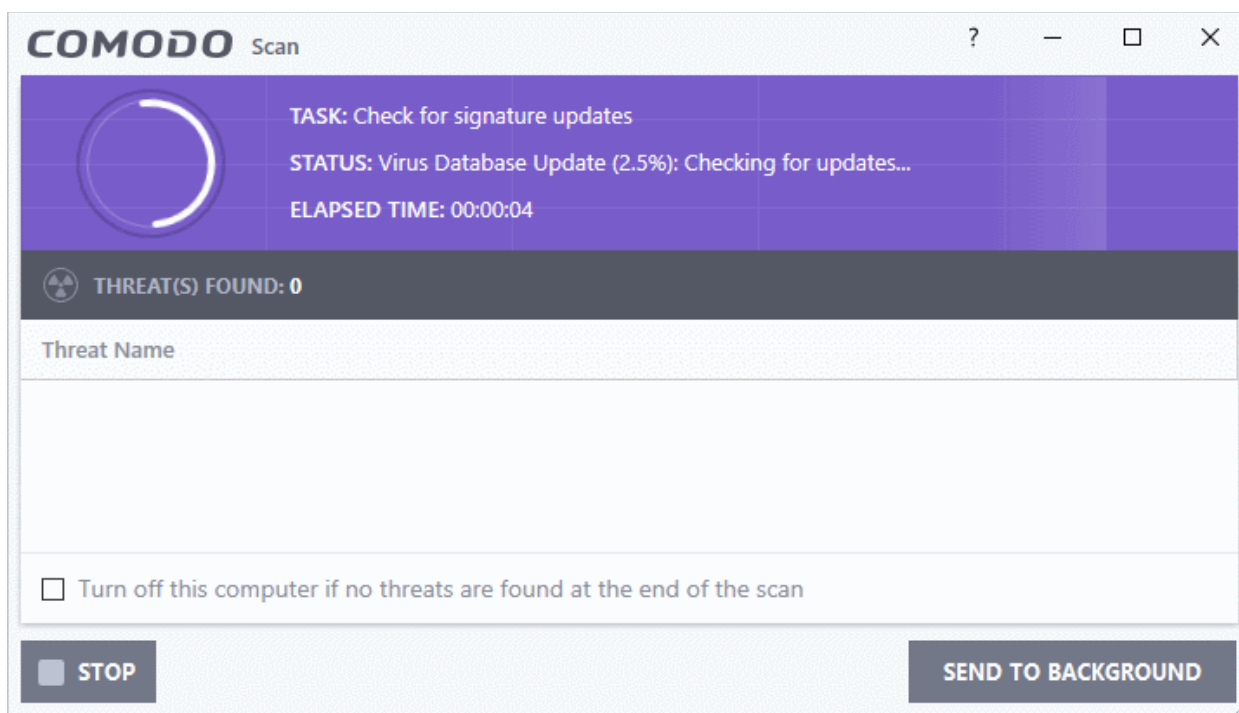 COMODO Scan ?
TASK: Check for signature updates
STATUS: Virus Database Update (2.5%): Checking for updates...
ELAPSED TIME: 00:00:04
THREAT(S) FOUND: 0
Threat Name
Turn off this computer if no threats are found at the end of the scan
STOP SEND TO BACKGROUND